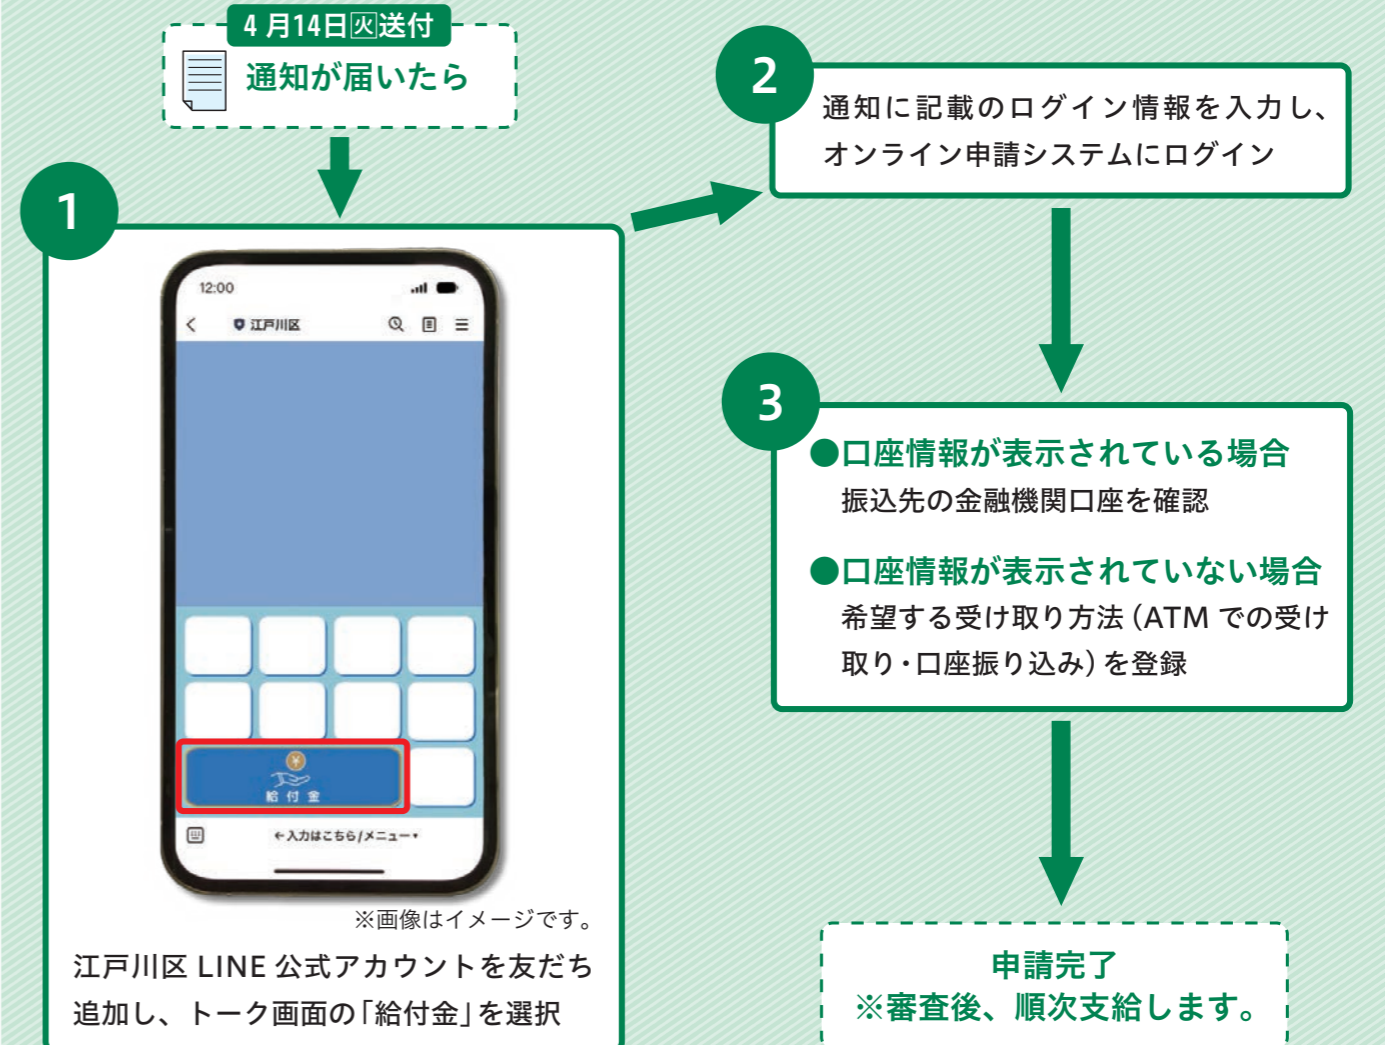 4月14日火送付
通知が届いたら
1
12:00
江戸川区
給付金
←入力はこちら/メニュー▾
※画像はイメージです。
江戸川区 LINE 公式アカウントを友だち
追加し、トーク画面の「給付金」を選択
2
通知に記載のログイン情報を入力し、
オンライン申請システムにログイン
3
●口座情報が表示されている場合
振込先の金融機関口座を確認
●口座情報が表示されていない場合
希望する受け取り方法(ATM での受け
取り・口座振り込み)を登録
申請完了
※審査後、順次支給します。